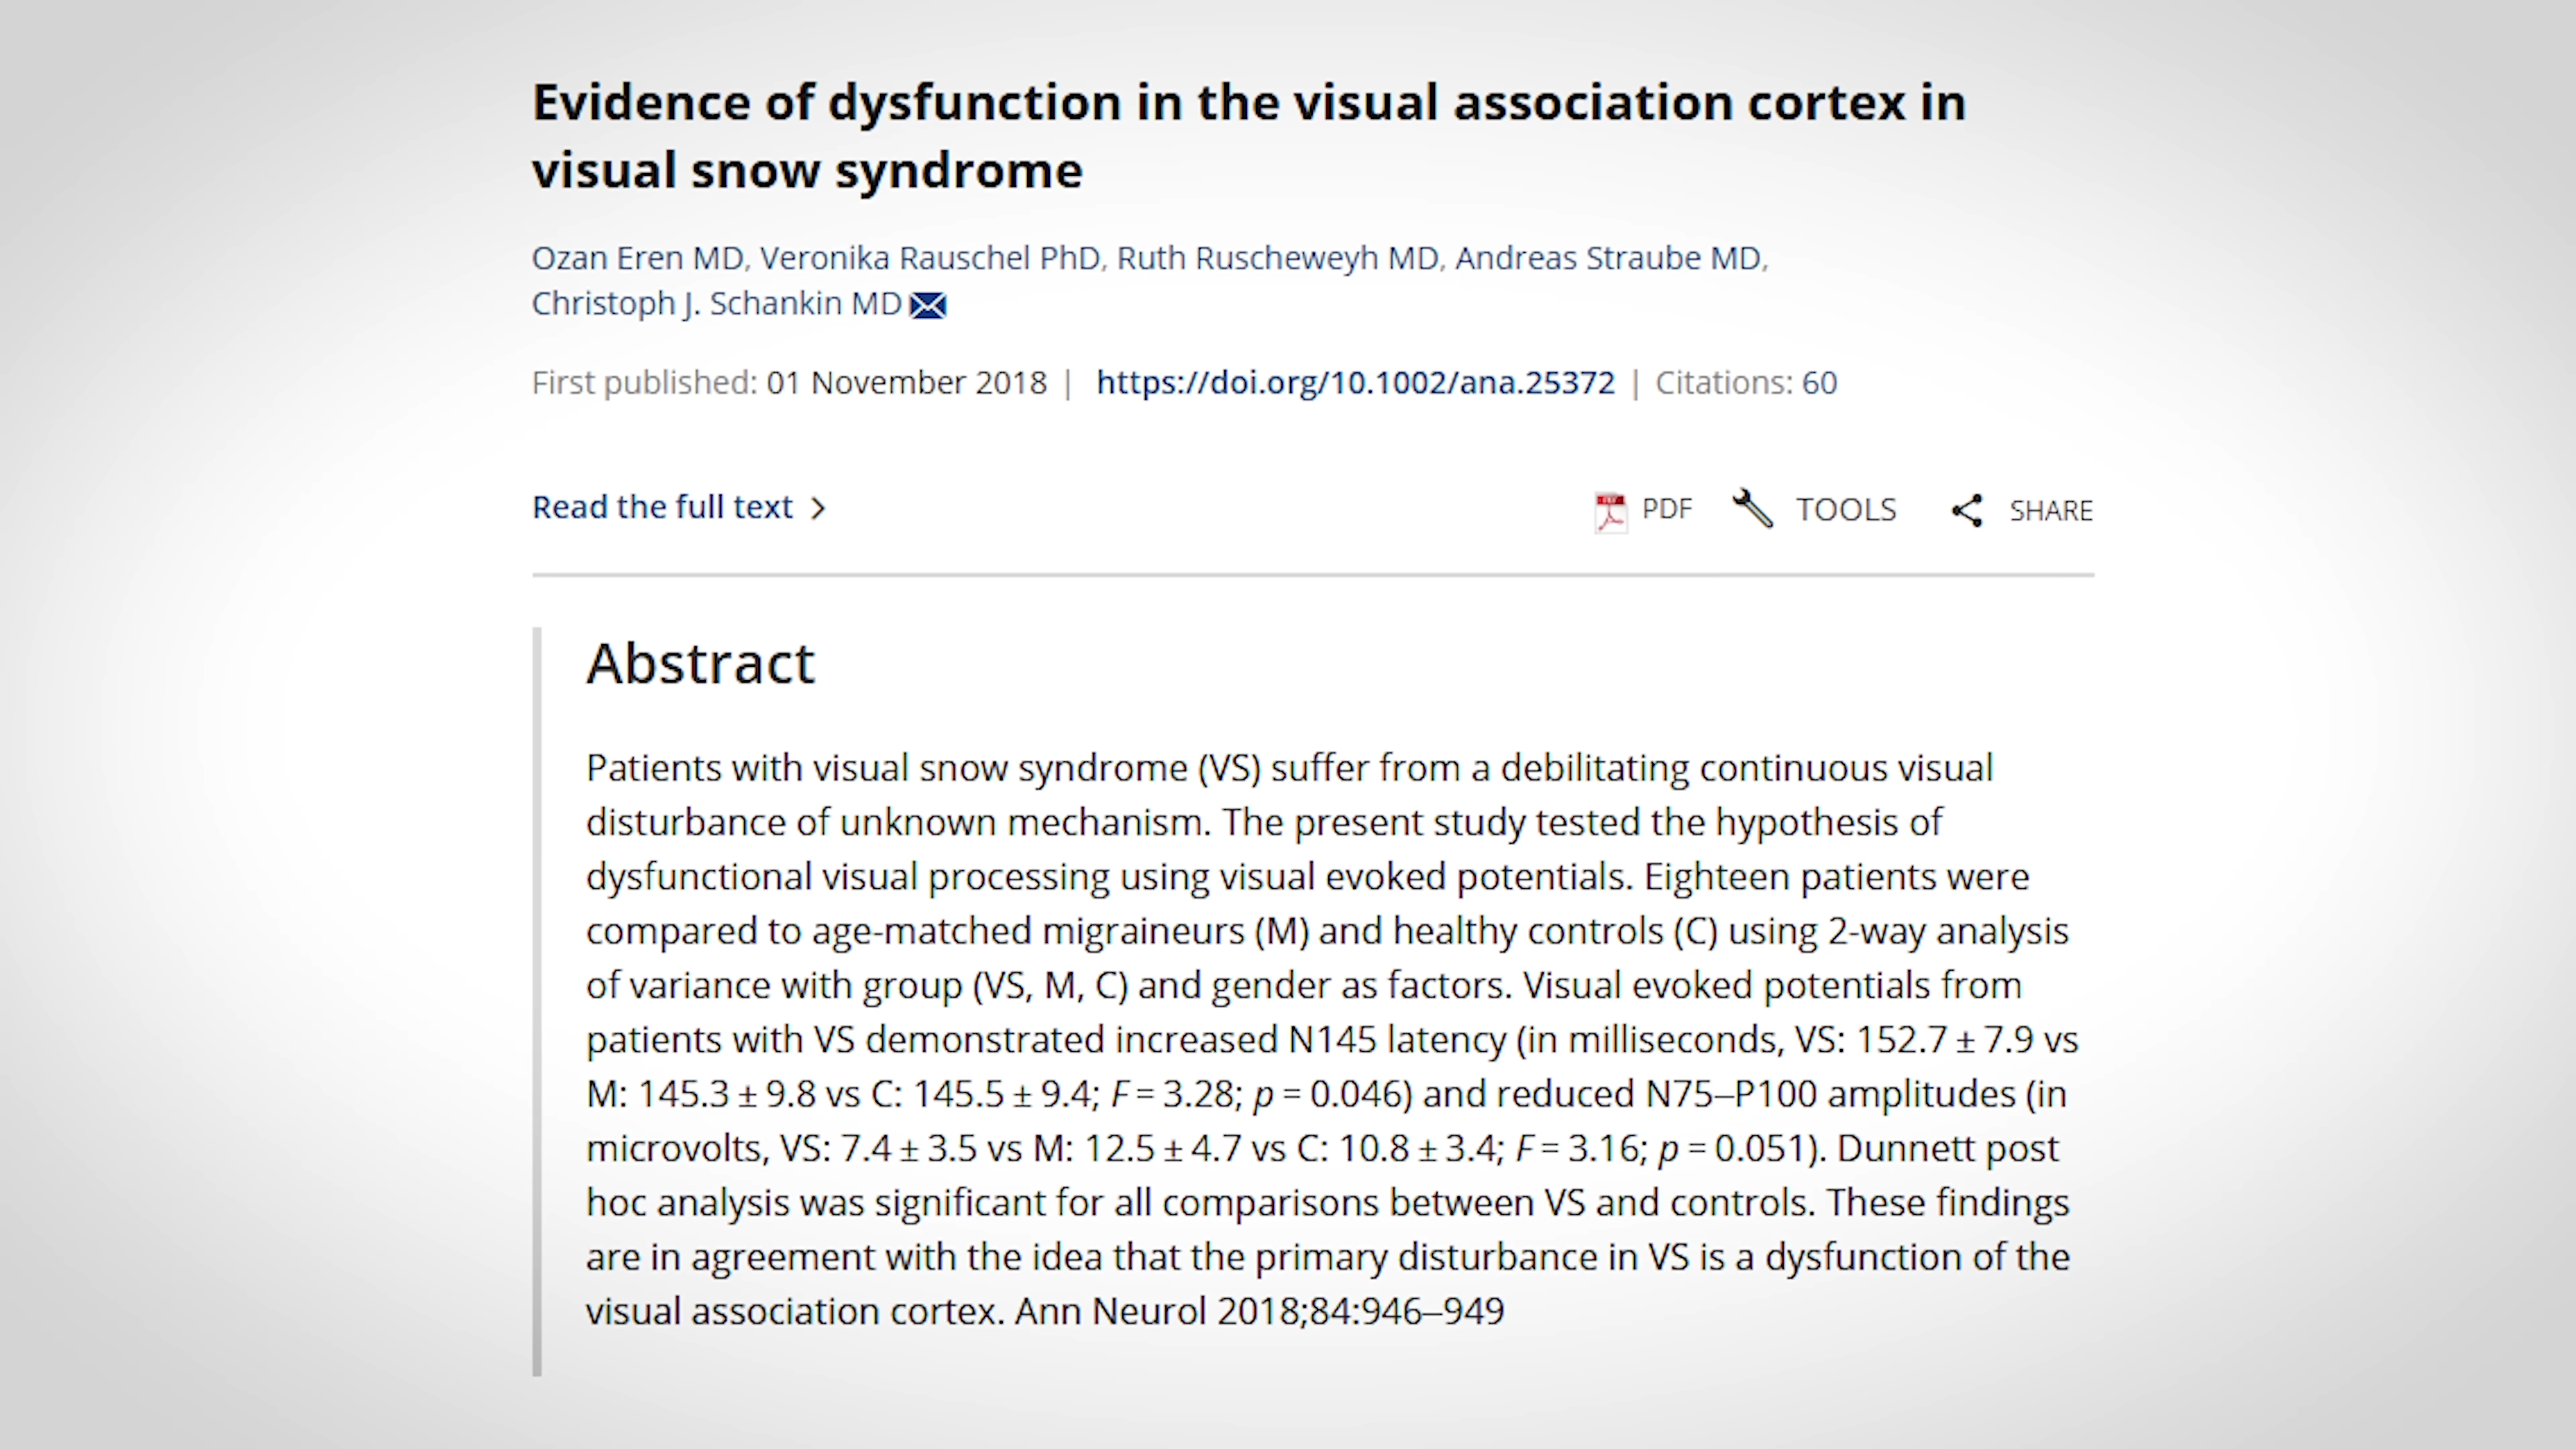 Evidence of dysfunction in the visual association cortex in
visual snow syndrome
Ozan Eren MD, Veronika Rauschel PhD, Ruth Ruscheweyh MD, Andreas Straube MD,
Christoph J. Schankin MD
First published: 01 November 2018 | https://doi.org/10.1002/ana.25372 | Citations: 60
Read the full text > PDF TOOLS SHARE
Abstract
Patients with visual snow syndrome (VS) suffer from a debilitating continuous visual
disturbance of unknown mechanism. The present study tested the hypothesis of
dysfunctional visual processing using visual evoked potentials. Eighteen patients were
compared to age-matched migraineurs (M) and healthy controls (C) using 2-way analysis
of variance with group (VS, M, C) and gender as factors. Visual evoked potentials from
patients with VS demonstrated increased N145 latency (in milliseconds, VS: 152.7 ± 7.9 vs
M: 145.3 ± 9.8 vs C: 145.5 ± 9.4; F = 3.28; p = 0.046) and reduced N75–P100 amplitudes (in
microvolts, VS: 7.4 ± 3.5 vs M: 12.5 ± 4.7 vs C: 10.8 ± 3.4; F = 3.16; p = 0.051). Dunnett post
hoc analysis was significant for all comparisons between VS and controls. These findings
are in agreement with the idea that the primary disturbance in VS is a dysfunction of the
visual association cortex. Ann Neurol 2018;84:946–949